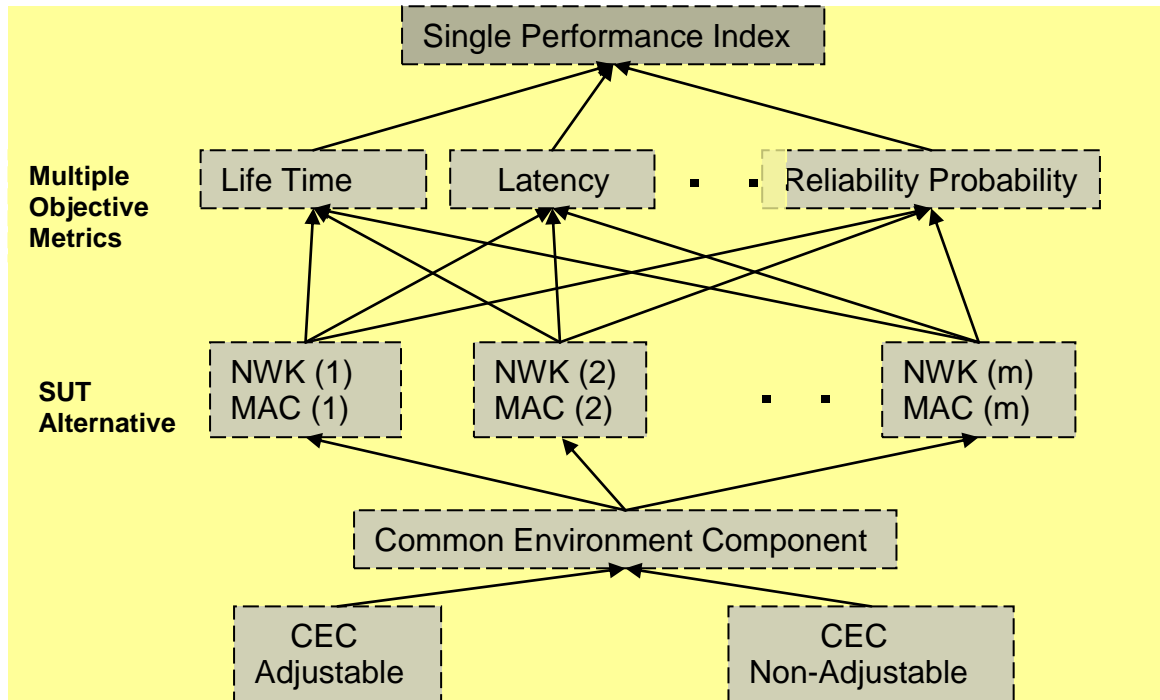 Single Performance Index
Multiple
Objective
Metrics
Life Time
Latency
. .
Reliability Probability
SUT
Alternative
NWK (1)
MAC (1)
NWK (2)
MAC (2)
. .
NWK (m)
MAC (m)
Common Environment Component
CEC
Adjustable
CEC
Non-Adjustable